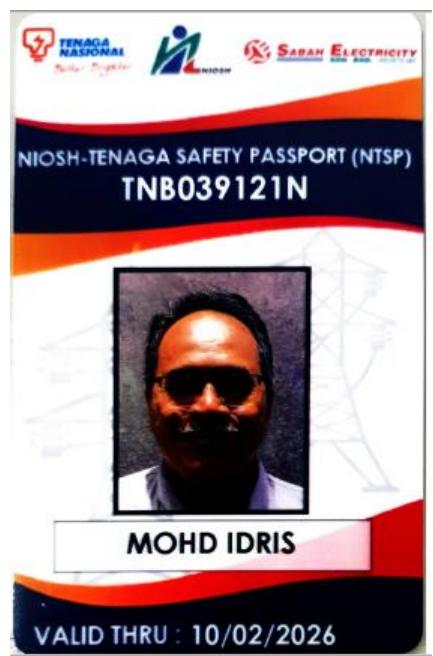 TENAGA
NASIONAL
Better. Brighter.
NIOSH
SABAH ELECTRICITY
SDN. BHD.
NIOSH-TENAGA SAFETY PASSPORT (NTSP)
TNB039121N
MOHD IDRIS
VALID THRU : 10/02/2026